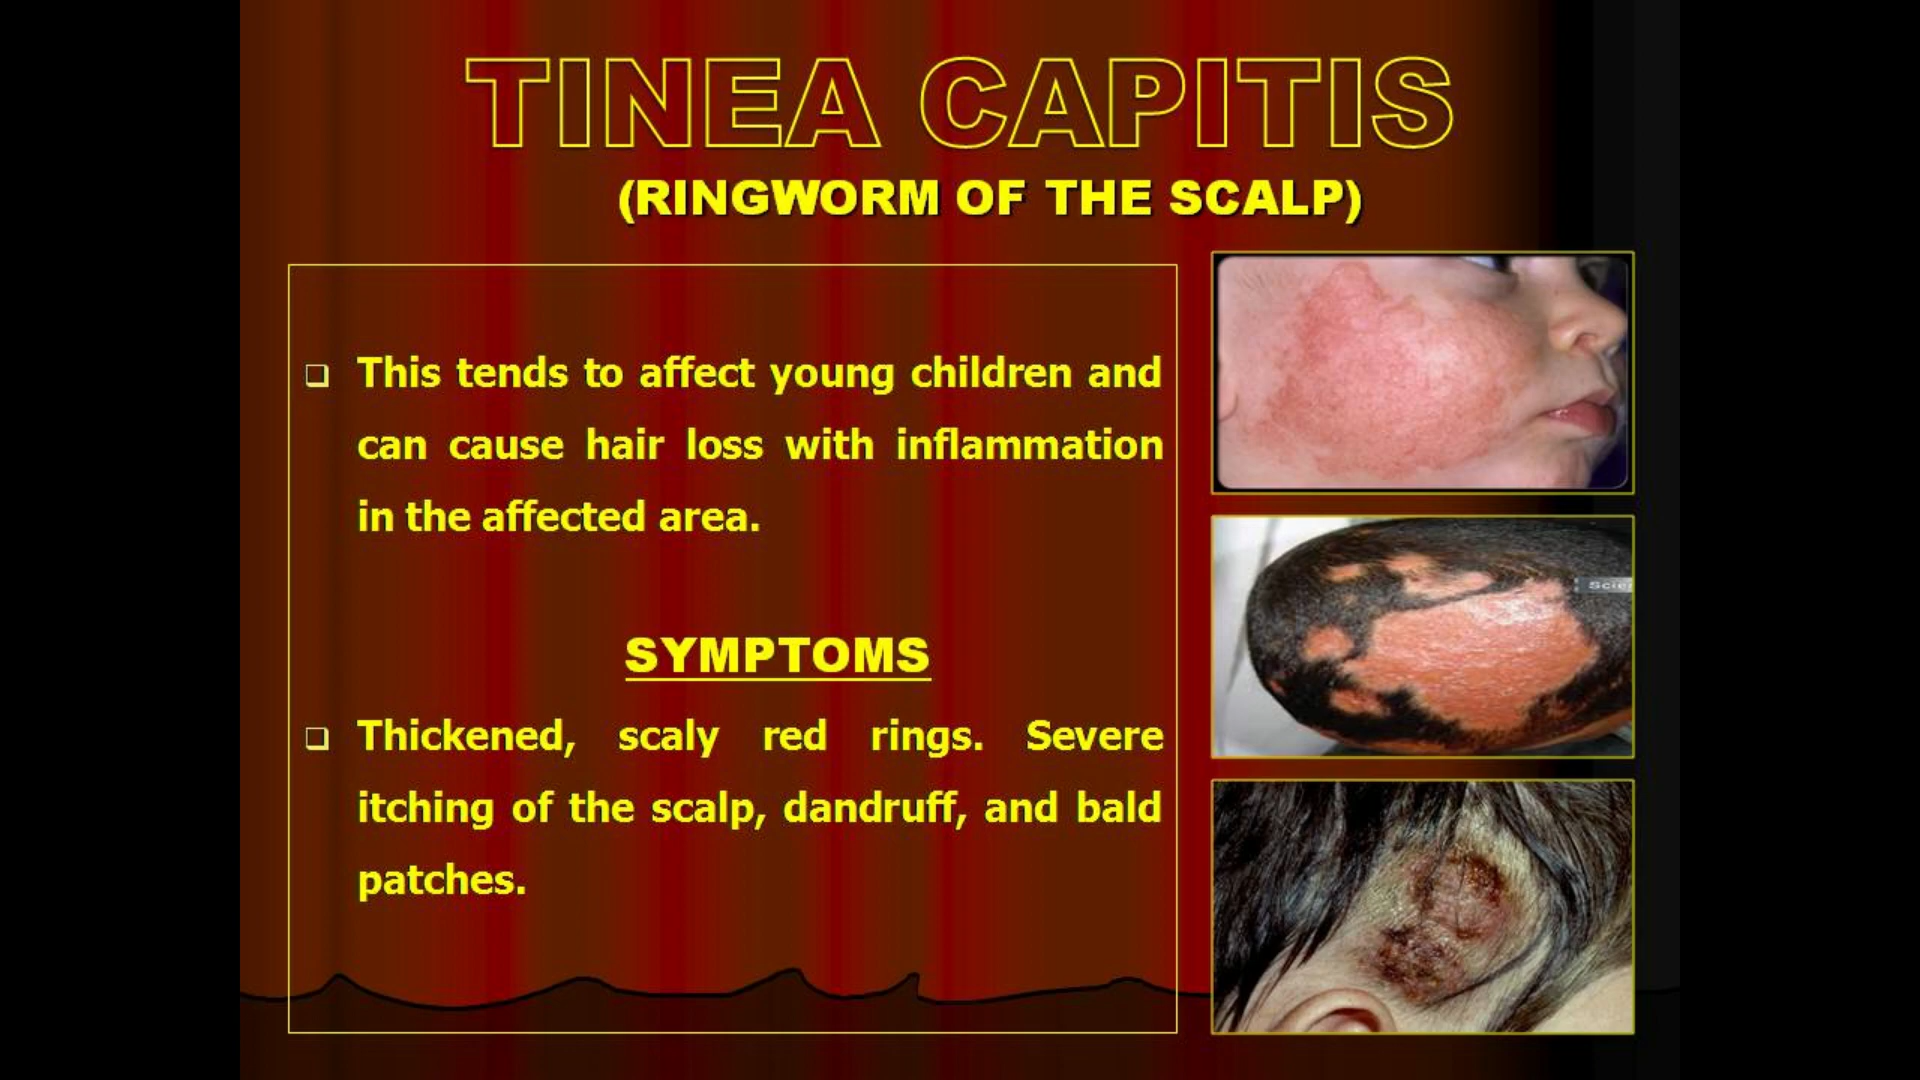 TINEA CAPITIS
(RINGWORM OF THE SCALP)
❑ This tends to affect young children and
can cause hair loss with inflammation
in the affected area.
SYMPTOMS
❑ Thickened, scaly red rings. Severe
itching of the scalp, dandruff, and bald
patches.